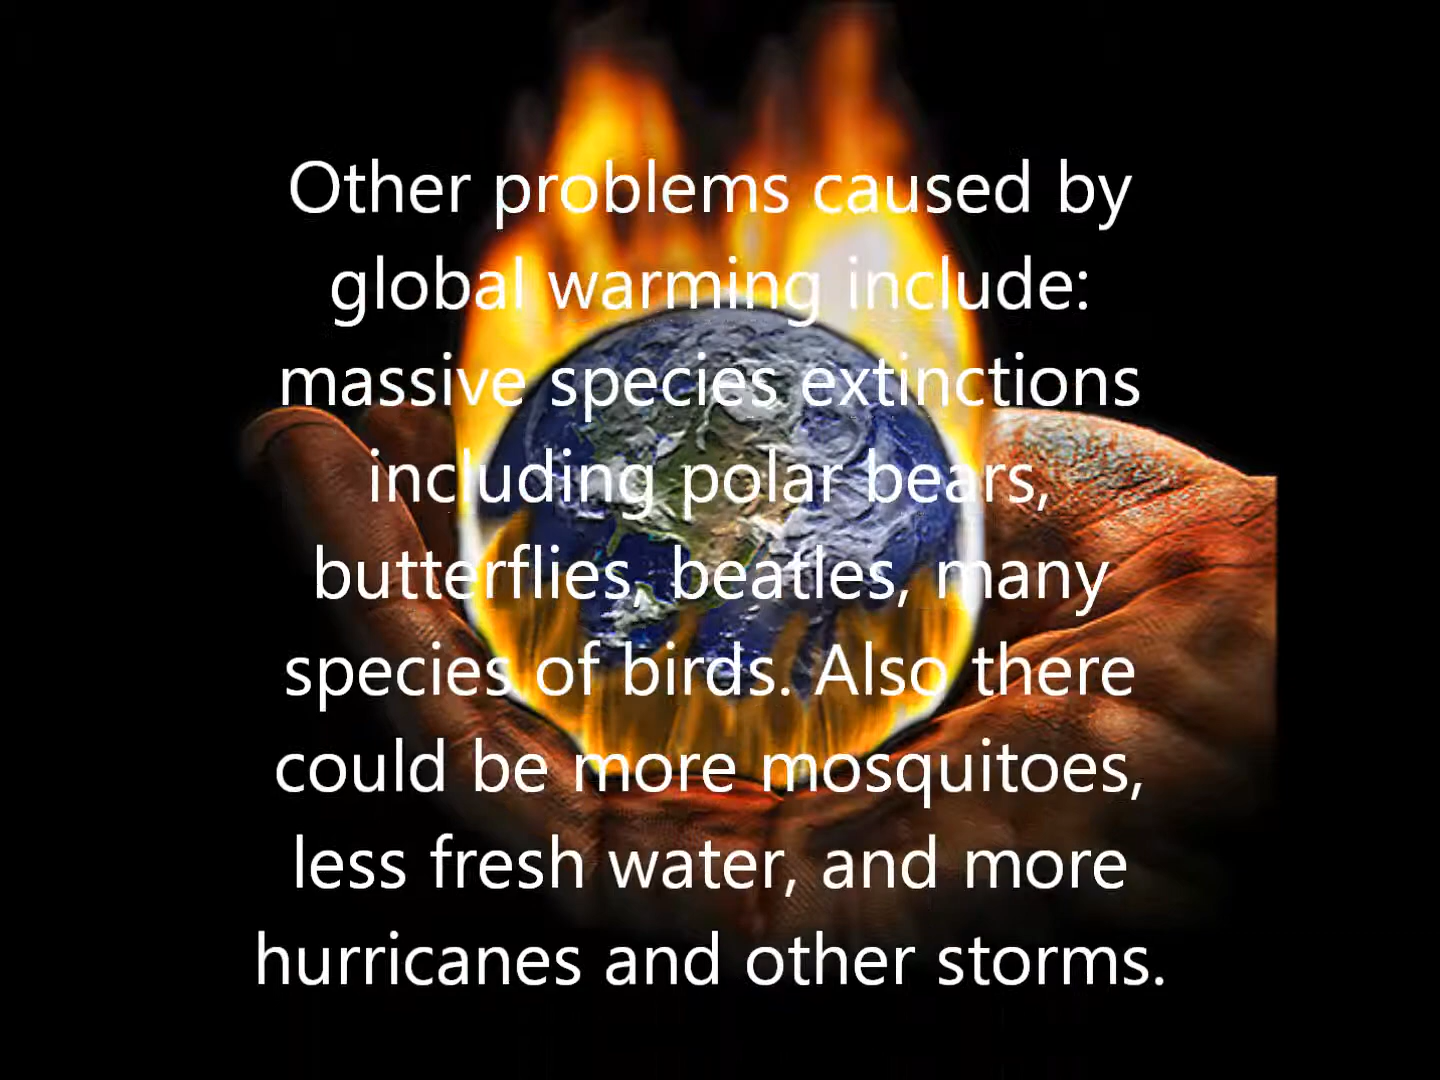 Other problems caused by
global warming include:
massive species extinctions
including polar bears,
butterflies, beatles, many
species of birds. Also there
could be more mosquitoes,
less fresh water, and more
hurricanes and other storms.